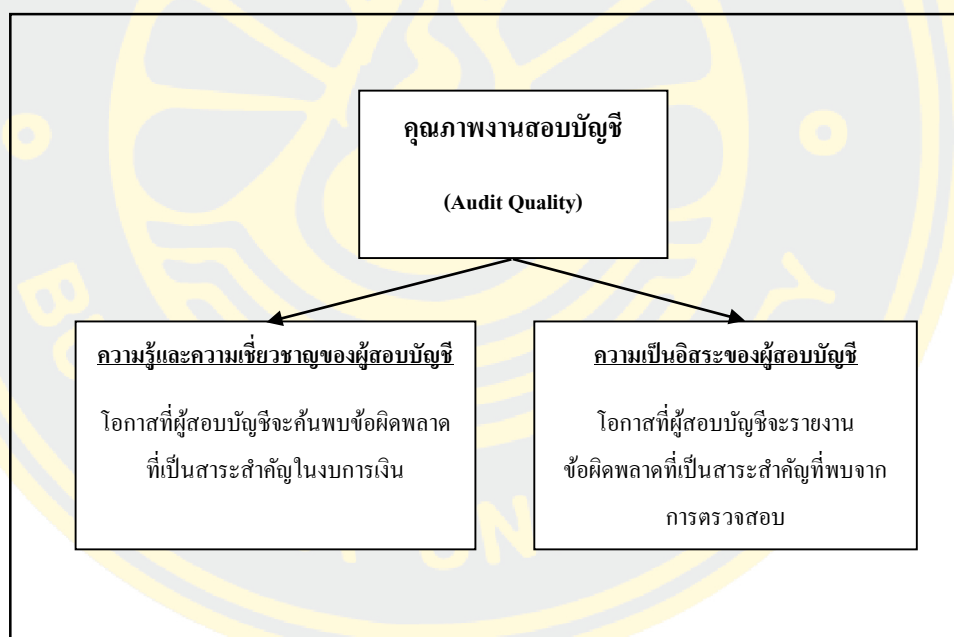 คุณภาพงานสอบบัญชี
(Audit Quality)
ความรู้และความเชี่ยวชาญของผู้สอบบัญชี
โอกาสที่ผู้สอบบัญชีจะค้นพบข้อผิดพลาด
ที่เป็นสาระสำคัญในงบการเงิน
ความเป็นอิสระของผู้สอบบัญชี
โอกาสที่ผู้สอบบัญชีจะรายงาน
ข้อผิดพลาดที่เป็นสาระสำคัญที่พบจาก
การตรวจสอบ